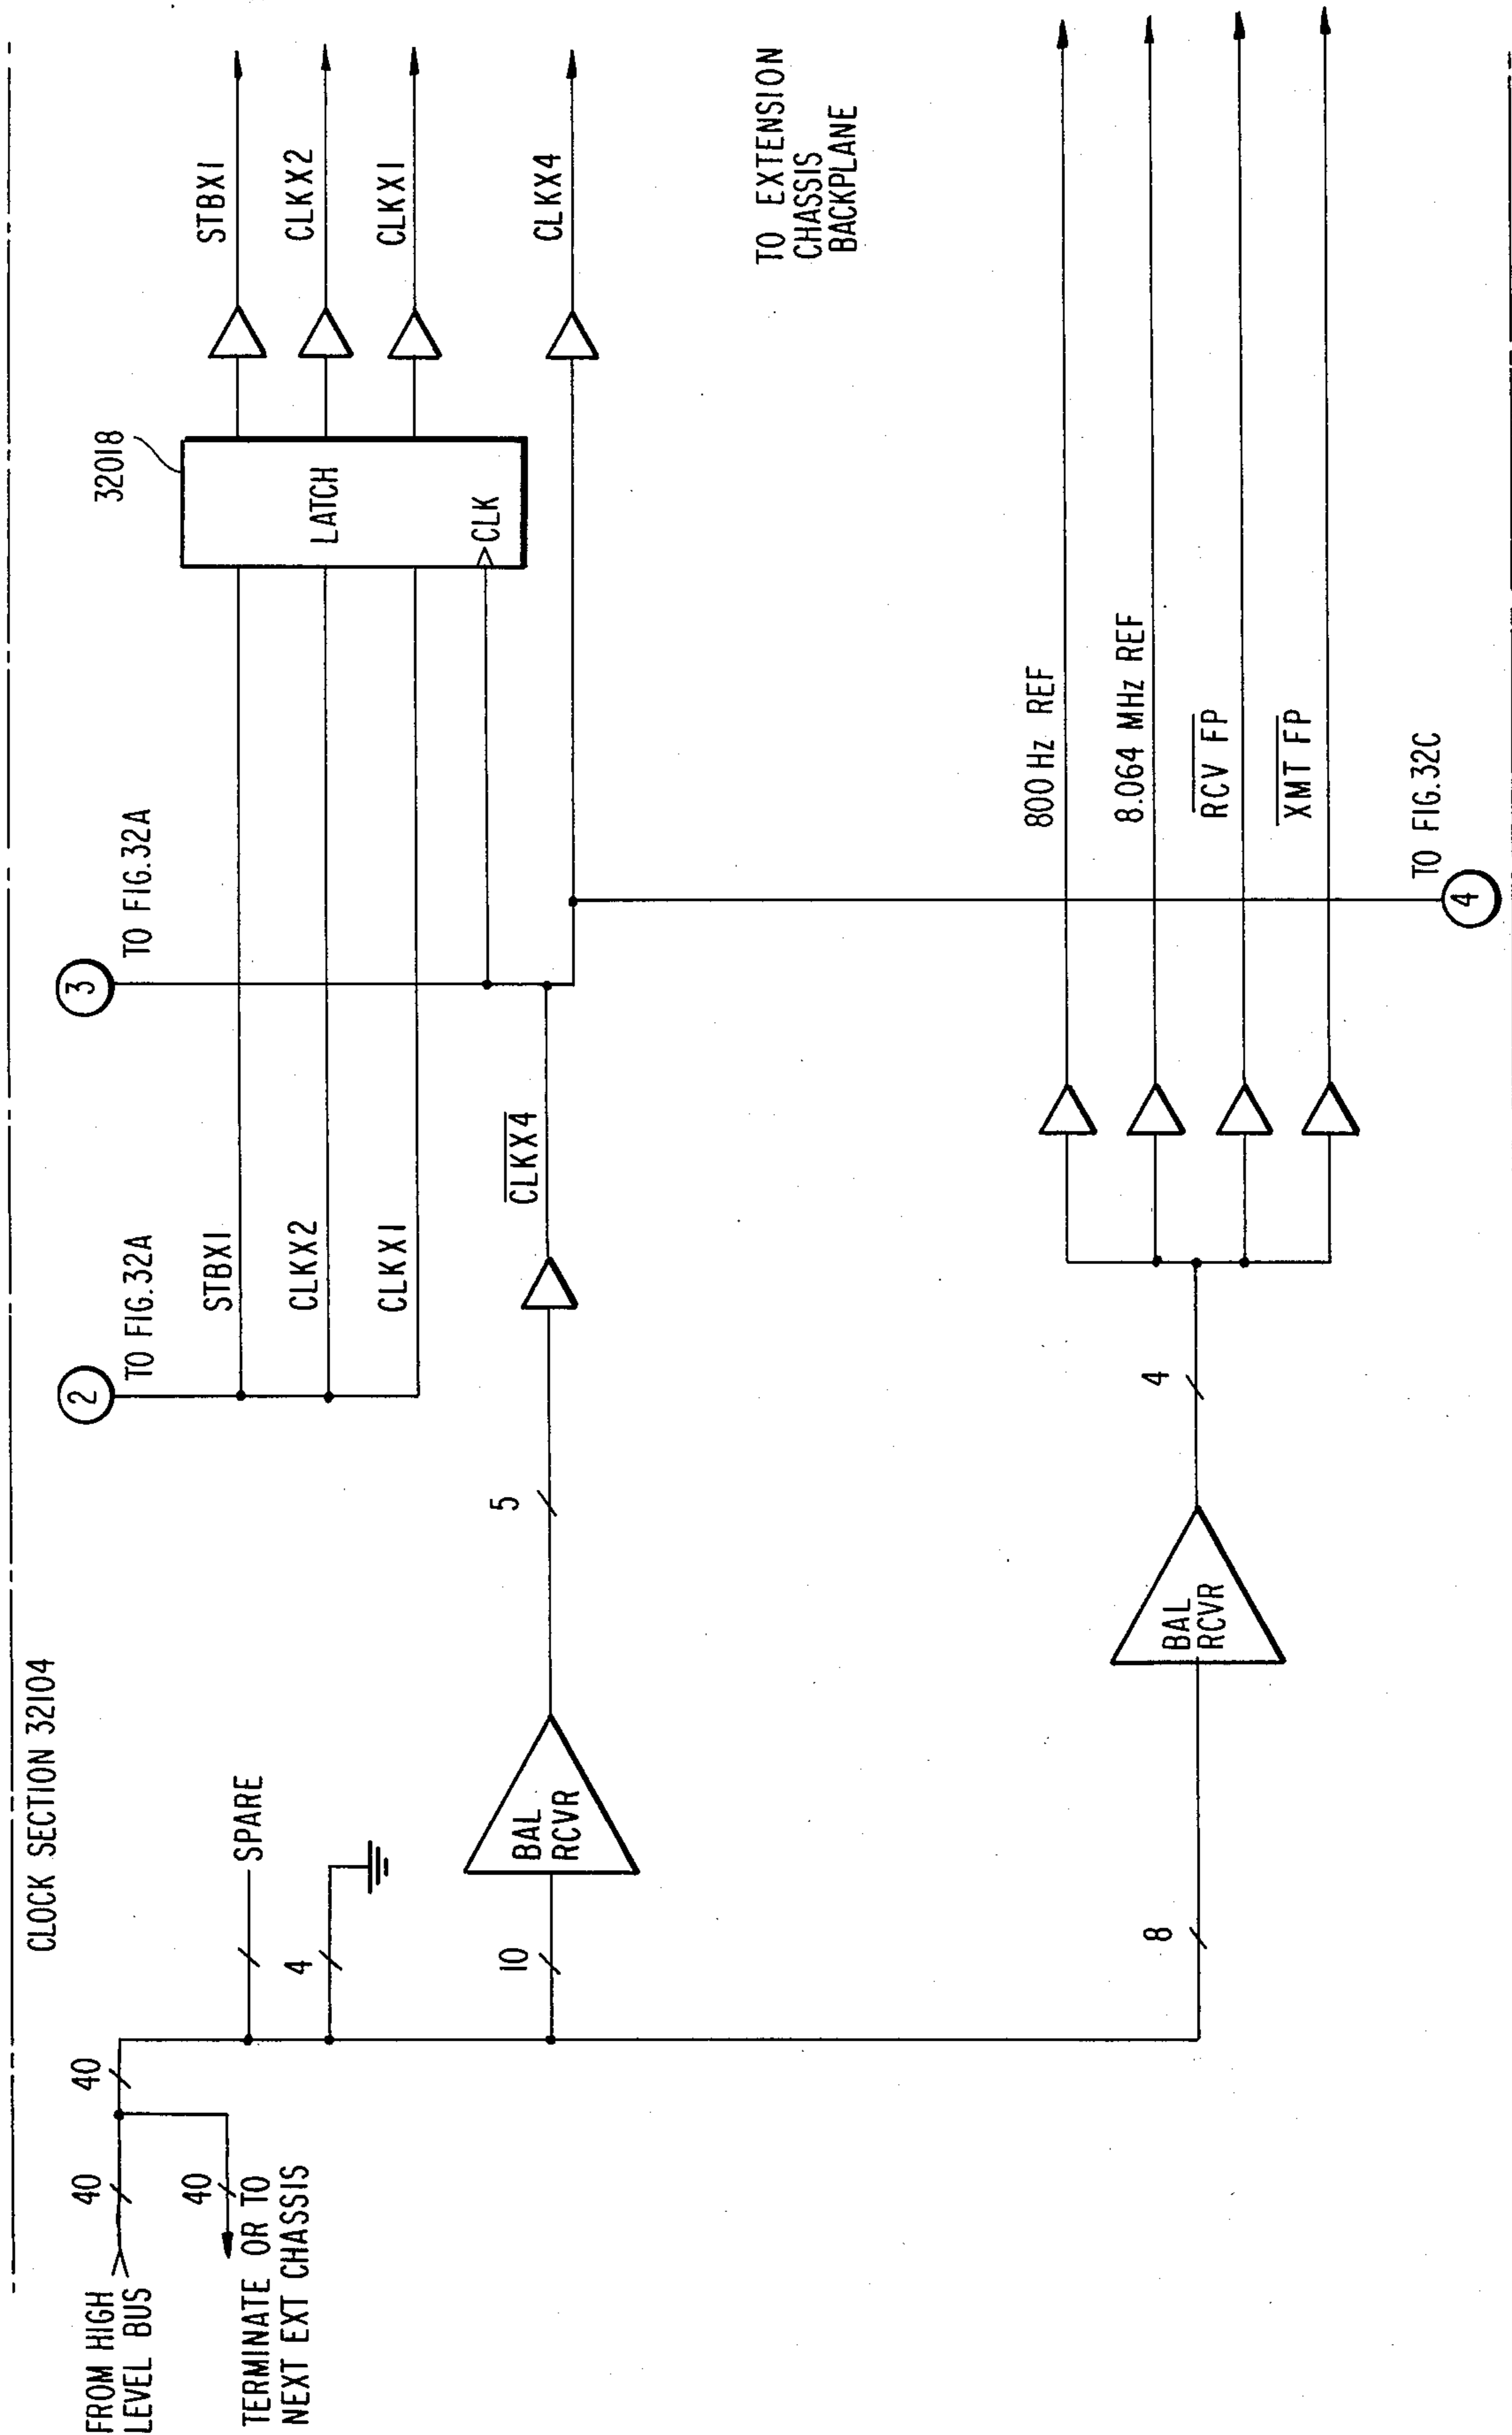 CLOCK SECTION 32104
FROM HIGH
LEVEL BUS
40
40
40
TERMINATE OR TO
NEXT EXT CHASSIS
SPARE
4
10
BAL
RCVR
5
CLKX4
8
BAL
RCVR
4
2
TO FIG.32A
STBX1
CLKX2
CLKX1
3
TO FIG.32A
32018
LATCH
CLK
STBX1
CLKX2
CLKX1
CLKX4
TO EXTENSION
CHASSIS
BACKPLANE
800Hz REF
8.064 MHz REF
RCV FP
XMT FP
4
TO FIG.32C